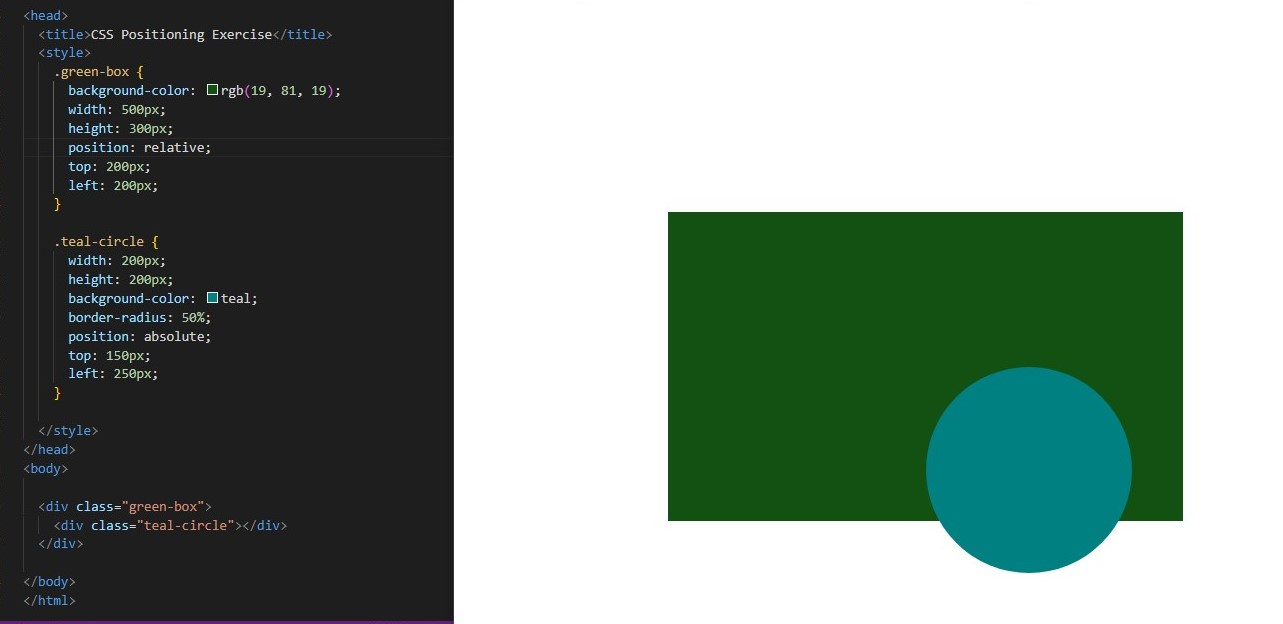 <head>
<title>CSS Positioning Exercise</title>
<style>
.green-box {
background-color: rgb(19, 81, 19);
width: 500px;
height: 300px;
position: relative;
top: 200px;
left: 200px;
}
.teal-circle {
width: 200px;
height: 200px;
background-color: teal;
border-radius: 50%;
position: absolute;
top: 150px;
left: 250px;
}
</style>
</head>
<body>
<div class="green-box">
<div class="teal-circle"></div>
</div>
</body>
</html>